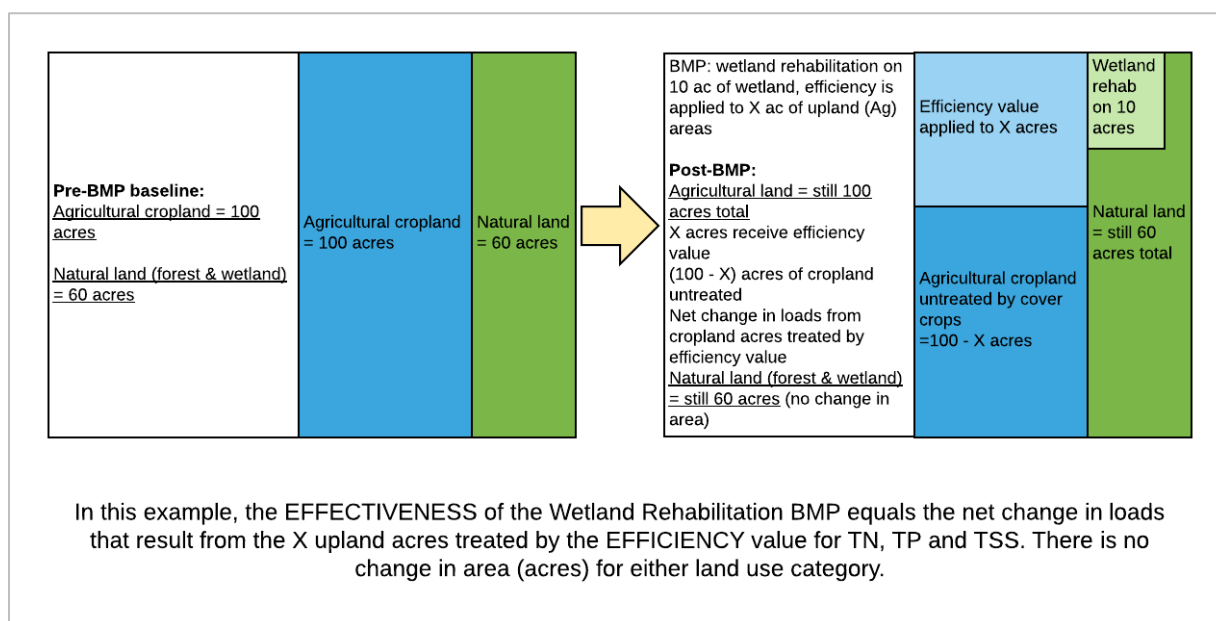 Pre-BMP baseline:
Agricultural cropland = 100
acres
Natural land (forest & wetland)
= 60 acres
Agricultural cropland
= 100 acres
Natural land
= 60 acres
BMP: wetland rehabilitation on
10 ac of wetland, efficiency is
applied to X ac of upland (Ag)
areas
Post-BMP:
Agricultural land = still 100
acres total
X acres receive efficiency
value
(100 - X) acres of cropland
untreated
Net change in loads from
cropland acres treated by
efficiency value
Natural land (forest & wetland)
= still 60 acres (no change in
area)
Efficiency value
applied to X acres
Agricultural cropland
untreated by cover
crops
=100 - X acres
Wetland
rehab
on 10
acres
Natural land
= still 60
acres total
In this example, the EFFECTIVENESS of the Wetland Rehabilitation BMP equals the net change in loads
that result from the X upland acres treated by the EFFICIENCY value for TN, TP and TSS. There is no
change in area (acres) for either land use category.